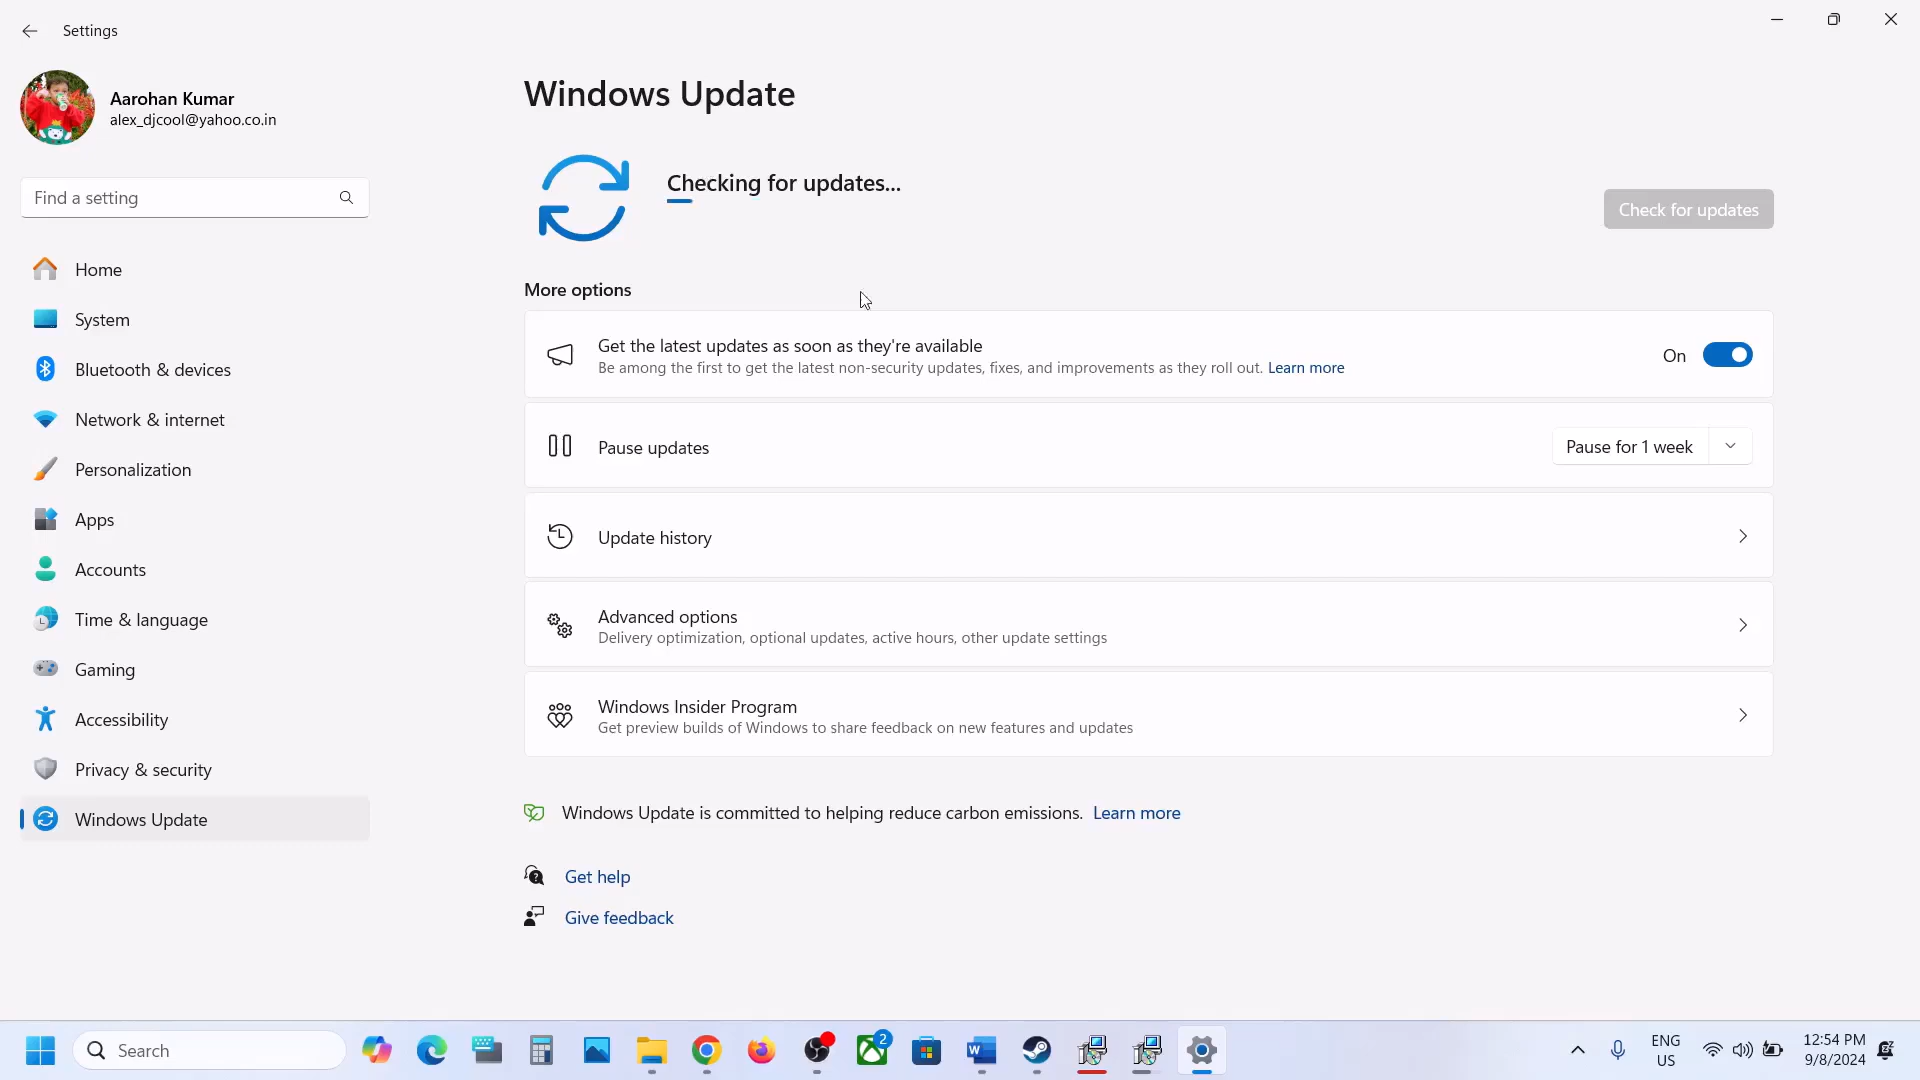 Settings
Aarohan Kumar
alex_djcool@yahoo.co.in
Find a setting
Home
System
Bluetooth & devices
Network & internet
Personalization
Apps
Accounts
Time & language
Gaming
Accessibility
Privacy & security
Windows Update
Windows Update
Checking for updates...
Check for updates
More options
Get the latest updates as soon as they're available
Be among the first to get the latest non-security updates, fixes, and improvements as they roll out. Learn more
On
Pause updates
Pause for 1 week
Update history
Advanced options
Delivery optimization, optional updates, active hours, other update settings
Windows Insider Program
Get preview builds of Windows to share feedback on new features and updates
Windows Update is committed to helping reduce carbon emissions. Learn more
Get help
Give feedback
Search
2
ENG
US
12:54 PM
9/8/2024